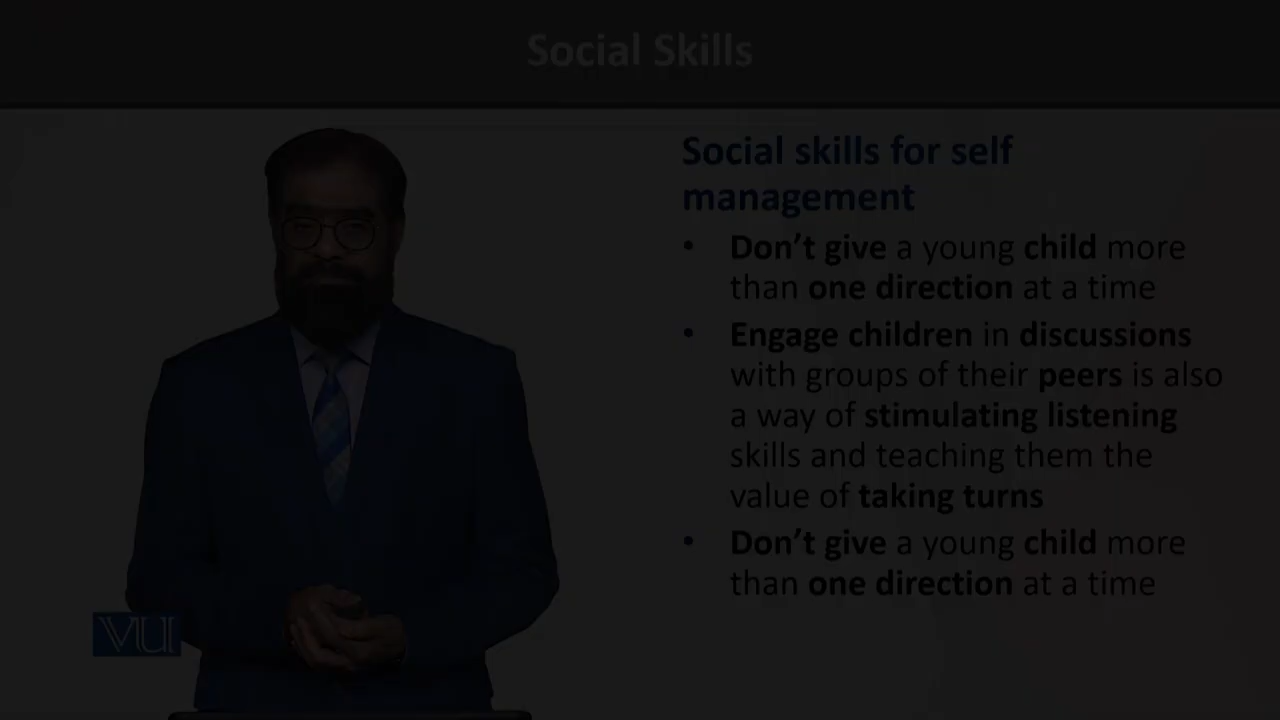 Social Skills
Social skills for self
management
• Don't give a young child more
than one direction at a time
• Engage children in discussions
with groups of their peers is also
a way of stimulating listening
skills and teaching them the
value of taking turns
• Don't give a young child more
than one direction at a time
VU